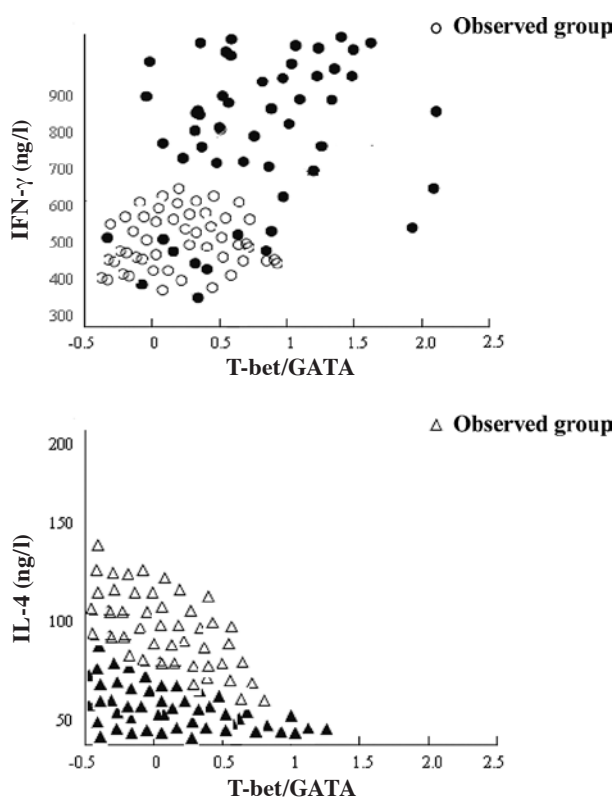 Observed group
IFN-γ (ng/l)
900
800
700
600
500
400
300
-0.5 0 0.5 1 1.5 2.0 2.5
T-bet/GATA
Observed group
IL-4 (ng/l)
200
150
100
50
-0.5 0 0.5 1 1.5 2.0 2.5
T-bet/GATA